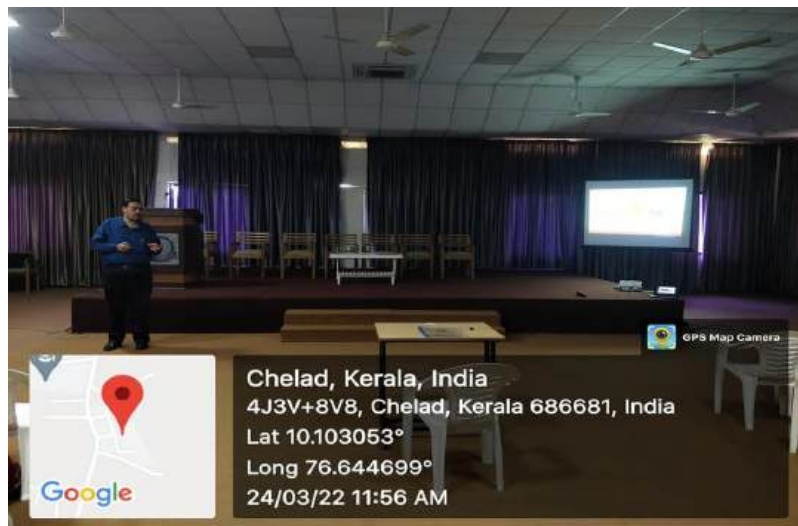 GPS Map Camera
Chelad, Kerala, India
4J3V+8V8, Chelad, Kerala 686681, India
Lat 10.103053°
Long 76.644699°
24/03/22 11:56 AM
Google